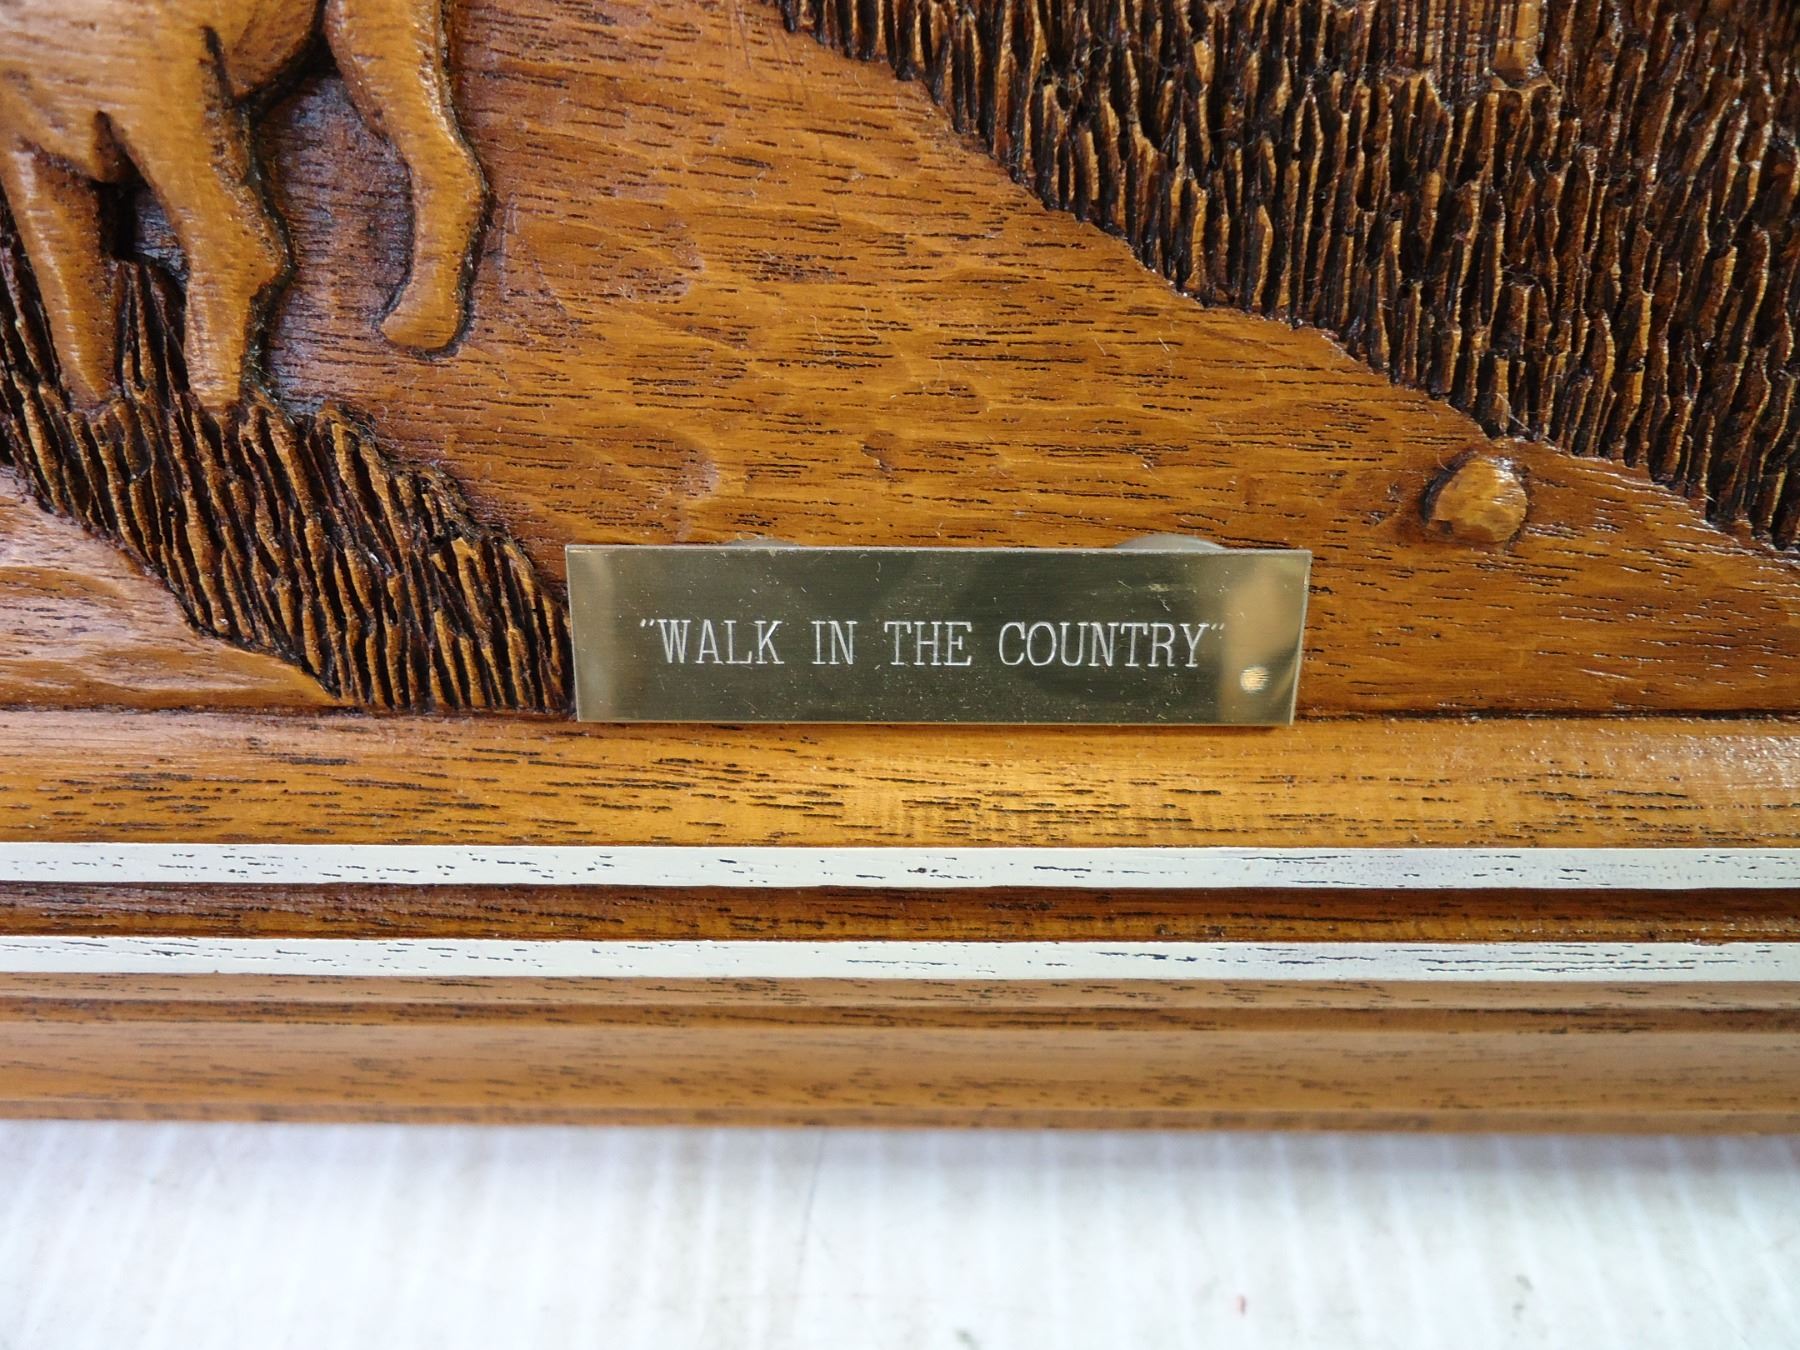 "WALK IN THE COUNTRY"